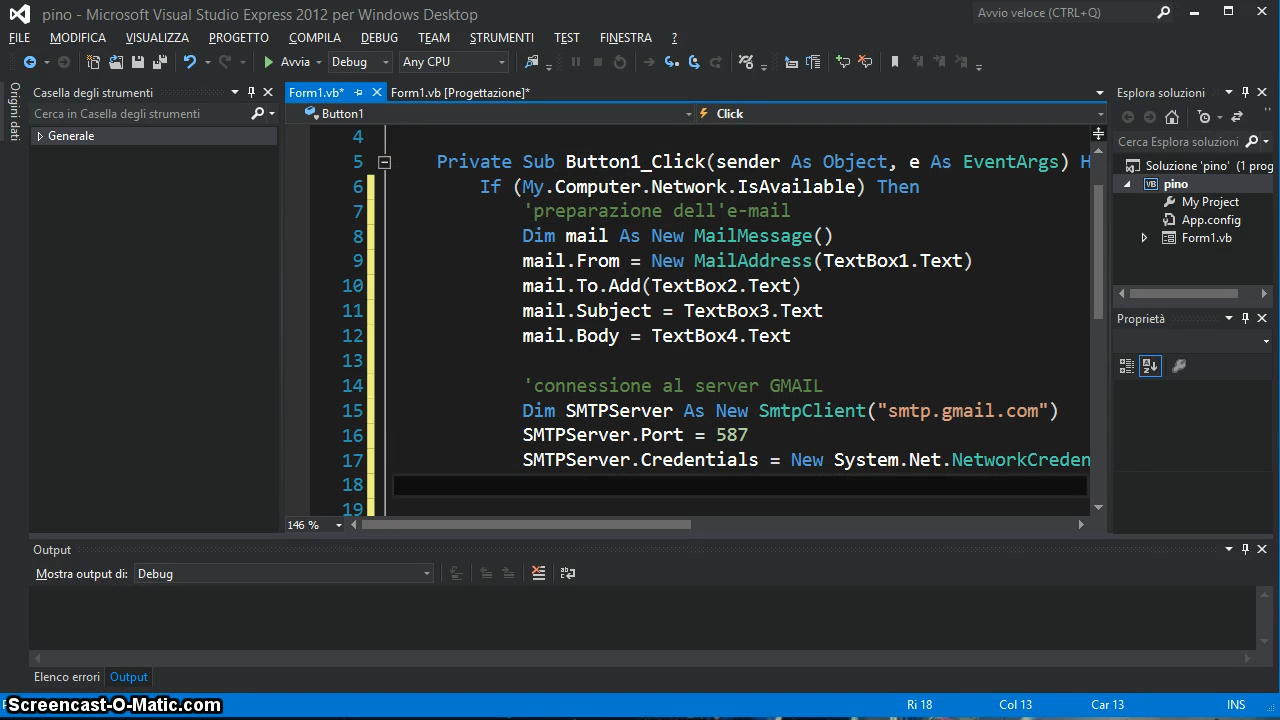 pino - Microsoft Visual Studio Express 2012 per Windows Desktop
Avvio veloce (CTRL+Q)
FILE MODIFICA VISUALIZZA PROGETTO COMPILA DEBUG TEAM STRUMENTI TEST FINESTRA ?
Avvia Debug Any CPU
Origini dati
Casella degli strumenti
Cerca in Casella degli strumenti
Generale
Form1.vb* Form1.vb [Progettazione]*
Button1 Click
4
5 Private Sub Button1_Click(sender As Object, e As EventArgs) H
6 If (My.Computer.Network.IsAvailable) Then
7 'preparazione dell'e-mail
8 Dim mail As New MailMessage()
9 mail.From = New MailAddress(TextBox1.Text)
10 mail.To.Add(TextBox2.Text)
11 mail.Subject = TextBox3.Text
12 mail.Body = TextBox4.Text
13
14 'connessione al server GMAIL
15 Dim SMTPServer As New SmtpClient("smtp.gmail.com")
16 SMTPServer.Port = 587
17 SMTPServer.Credentials = New System.Net.NetworkCreden
18
19
146 %
Esplora soluzioni
Cerca Esplora soluzioni
Soluzione 'pino' (1 prog
VB pino
My Project
App.config
Form1.vb
Proprietà
Output
Mostra output di: Debug
Elenco errori Output
Screencast-O-Matic.com
Ri 18 Col 13 Car 13 INS